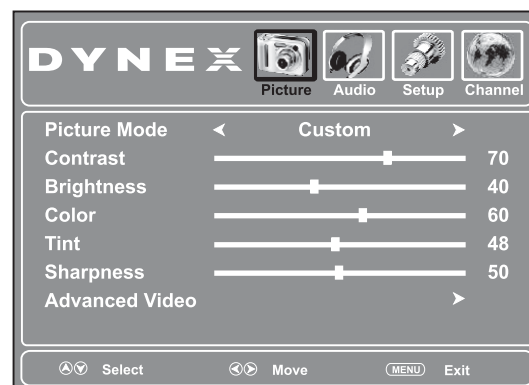 DYNEX
Picture Audio Setup Channel
Picture Mode Custom
Contrast 70
Brightness 40
Color 60
Tint 48
Sharpness 50
Advanced Video
Select Move MENU Exit